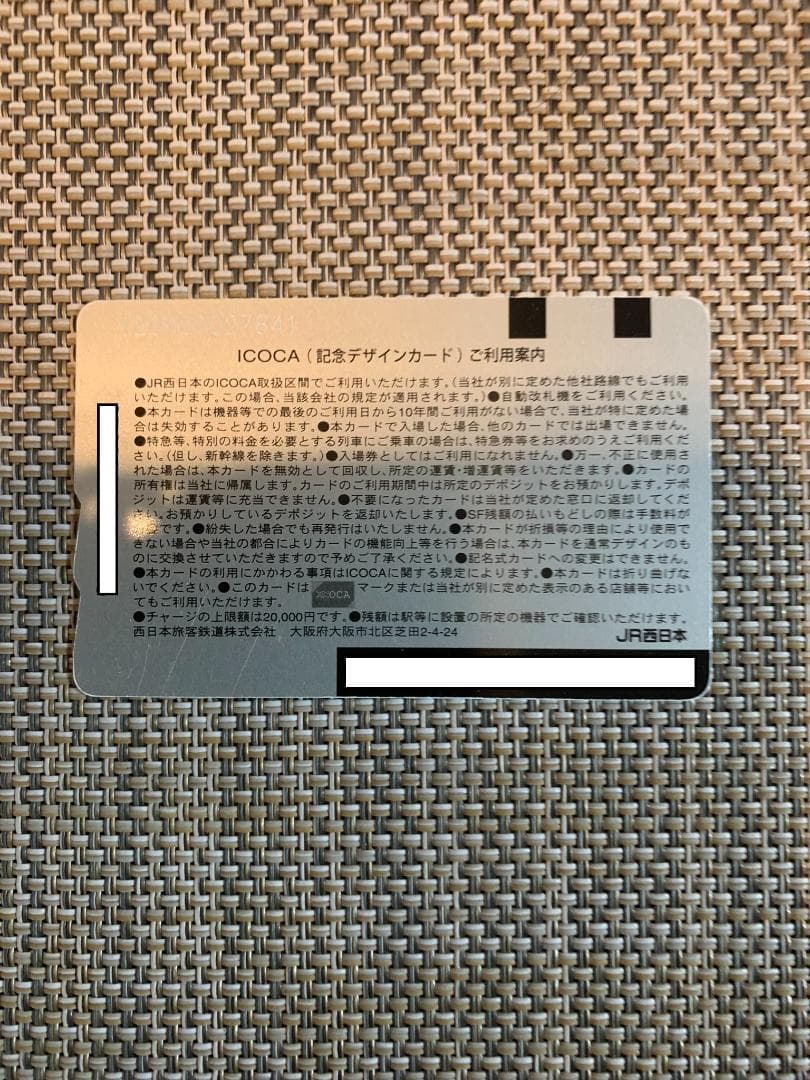 ICOCA（記念デザインカード）ご利用案内
●JR西日本のICOCA取扱区間でご利用いただけます。（当社が別に定めた他社路線でもご利用
いただけます。この場合、当該会社の規定が適用されます。）●自動改札機をご利用ください。
●本カードは機器等での最後のご利用日から10年間ご利用がない場合で、当社が特に定めた場
合は失効することがあります。●本カードで入場した場合、他のカードでは出場できません。
●特急等、特別の料金を必要とする列車にご乗車の場合は、特急券等をお求めのうえご利用くだ
さい。（但し、新幹線を除きます。）●入場券としてはご利用になれません。●万一、不正に使用さ
れた場合は、本カードを無効として回収し、所定の運賃・増運賃等をいただきます。●カードの
所有権は当社に帰属します。カードのご利用期間中は所定のデポジットをお預かりします。デポ
ジットは運賃等に充当できません。●不要になったカードは当社が定めた窓口に返却してくだ
さい。お預かりしているデポジットを返却いたします。●SF残額の払いもどしの際は手数料が
です。●紛失した場合でも再発行はいたしません。●本カードが折損等の理由により使用で
きない場合や当社の都合によりカードの機能向上等を行う場合は、本カードを通常デザインのも
のに交換させていただきますので予めご了承ください。●記名式カードへの変更はできません。
●本カードの利用にかかわる事項はICOCAに関する規定によります。●本カードは折り曲げな
いでください。●このカードは ICOCA マークまたは当社が別に定めた表示のある店舗等におい
てもご利用いただけます。
●チャージの上限額は20,000円です。●残額は駅等に設置の所定の機器でご確認いただけます。
西日本旅客鉄道株式会社　大阪府大阪市北区芝田2-4-24
JR西日本